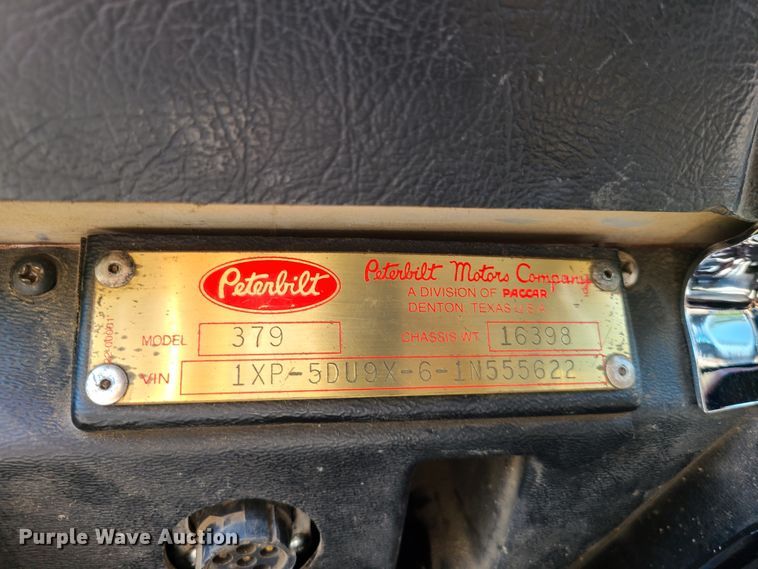 Peterbilt
Peterbilt Motors Company
A DIVISION OF PACCAR
DENTON, TEXAS U.S.A.
MODEL 379 CHASSIS WT. 16398
VIN 1XP-5DU9X-6-1N555622
Purple Wave Auction